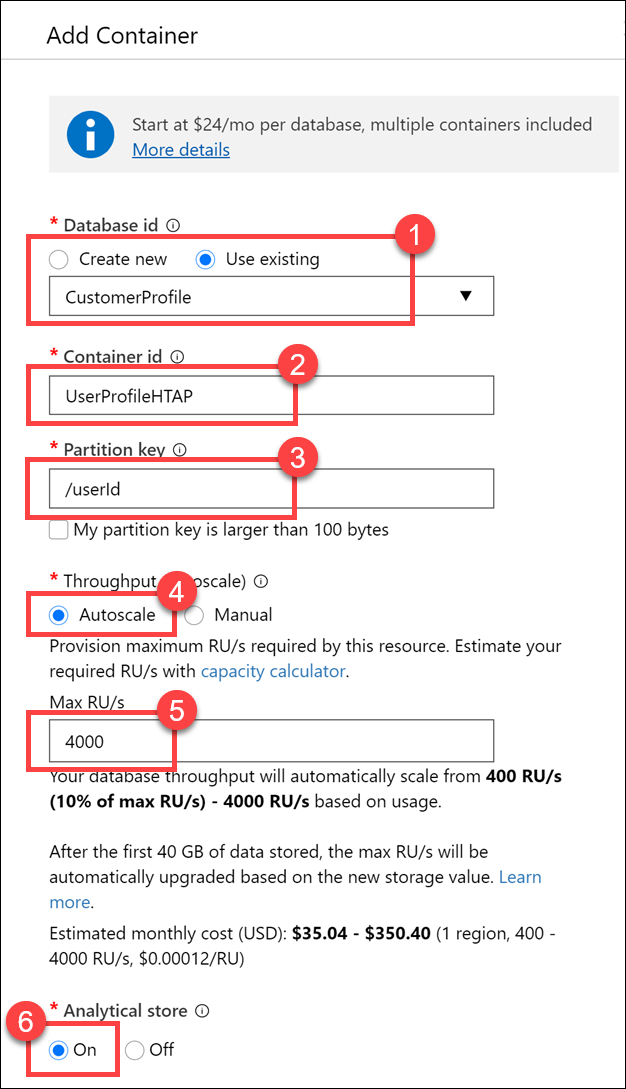 Add Container
Start at $24/mo per database, multiple containers included
More details
* Database id
1
Create new Use existing
CustomerProfile
* Container id
2
UserProfileHTAP
* Partition key
3
/userId
My partition key is larger than 100 bytes
* Throughput oscale)
4
Autoscale Manual
Provision maximum RU/s required by this resource. Estimate your
required RU/s with capacity calculator.
Max RU/s
5
4000
Your database throughput will automatically scale from 400 RU/s
(10% of max RU/s) - 4000 RU/s based on usage.
After the first 40 GB of data stored, the max RU/s will be
automatically upgraded based on the new storage value. Learn
more.
Estimated monthly cost (USD): $35.04 - $350.40 (1 region, 400 -
4000 RU/s, $0.00012/RU)
* Analytical store
6
On Off